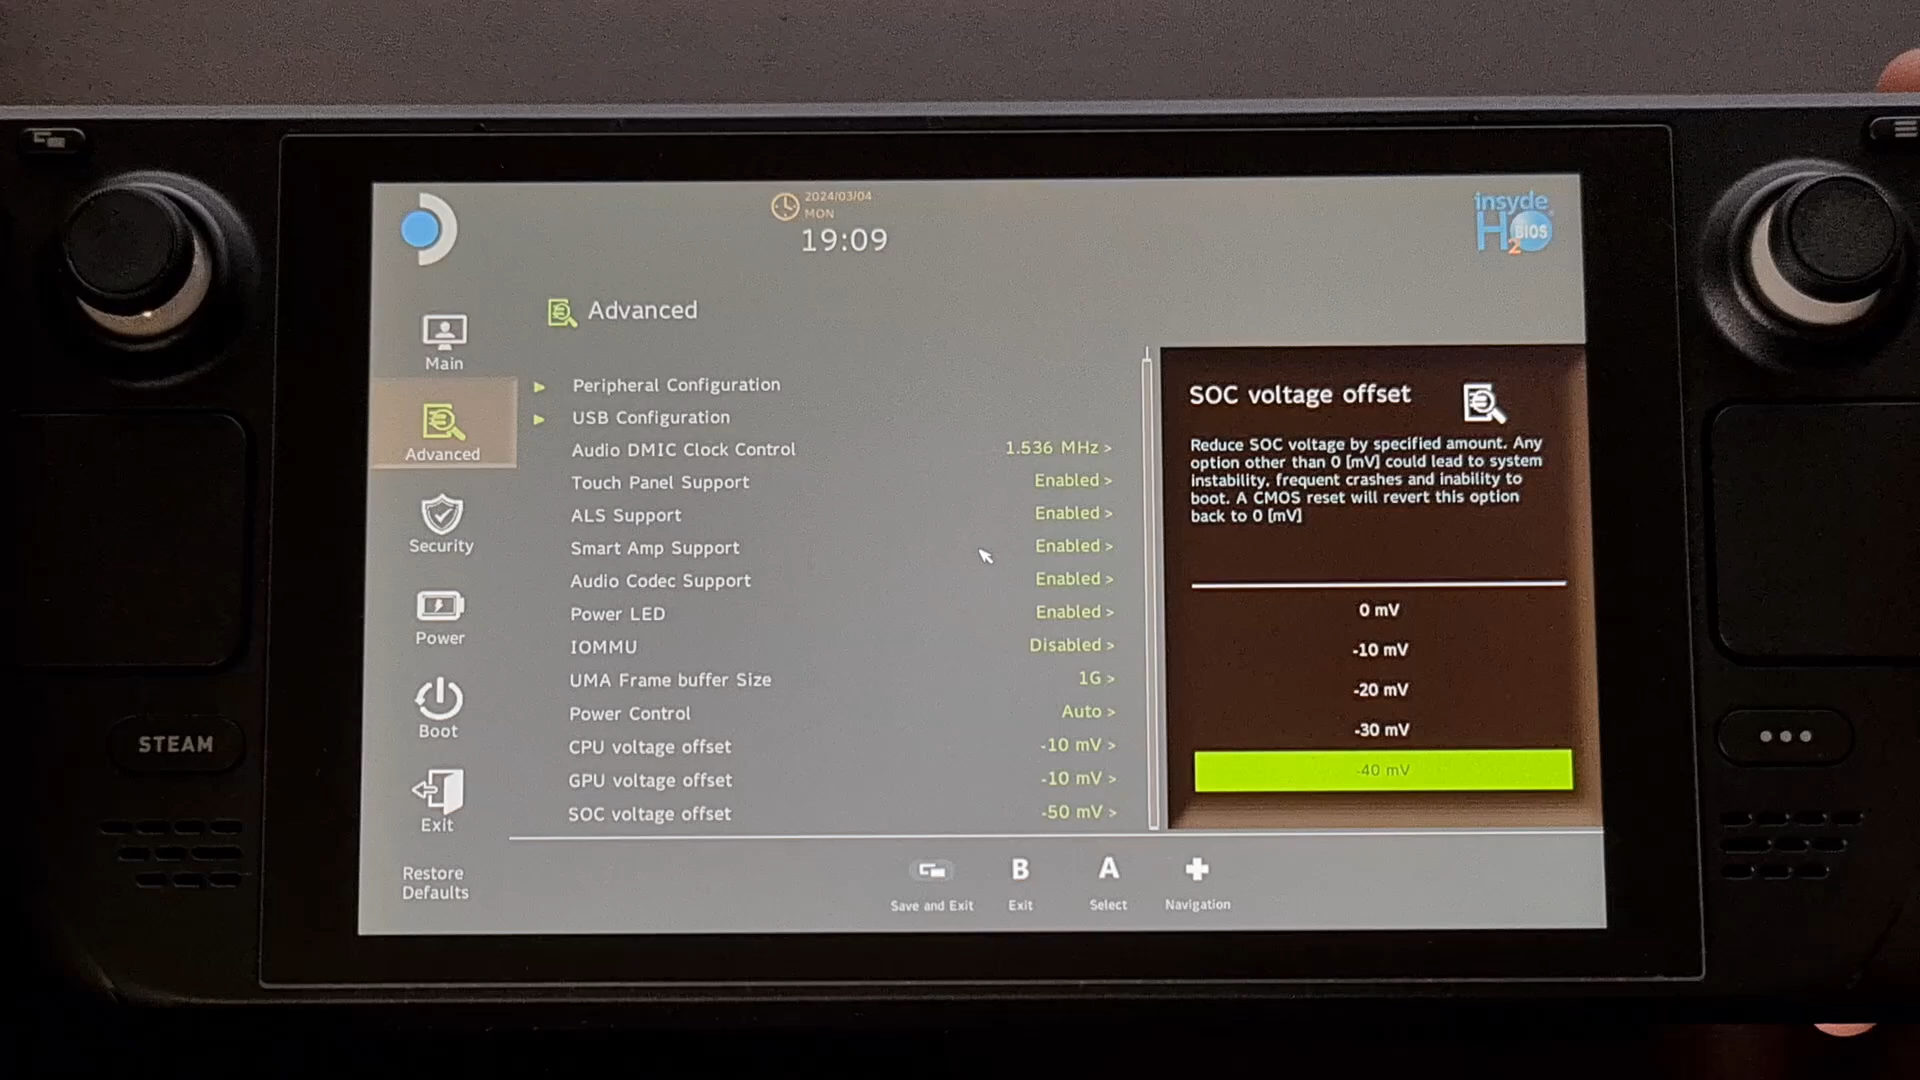 2024/03/04
MON
19:09
insyde
H2O BIOS
Advanced
Main
Advanced
Security
Power
Boot
Exit
Restore
Defaults
Peripheral Configuration
USB Configuration
Audio DMIC Clock Control 1.536 MHz >
Touch Panel Support Enabled >
ALS Support Enabled >
Smart Amp Support Enabled >
Audio Codec Support Enabled >
Power LED Enabled >
IOMMU Disabled >
UMA Frame buffer Size 1G >
Power Control Auto >
CPU voltage offset -10 mV >
GPU voltage offset -10 mV >
SOC voltage offset -50 mV >
SOC voltage offset
Reduce SOC voltage by specified amount. Any
option other than 0 [mV] could lead to system
instability, frequent crashes and inability to
boot. A CMOS reset will revert this option
back to 0 [mV]
0 mV
-10 mV
-20 mV
-30 mV
-40 mV
B A
Save and Exit Exit Select Navigation
STEAM